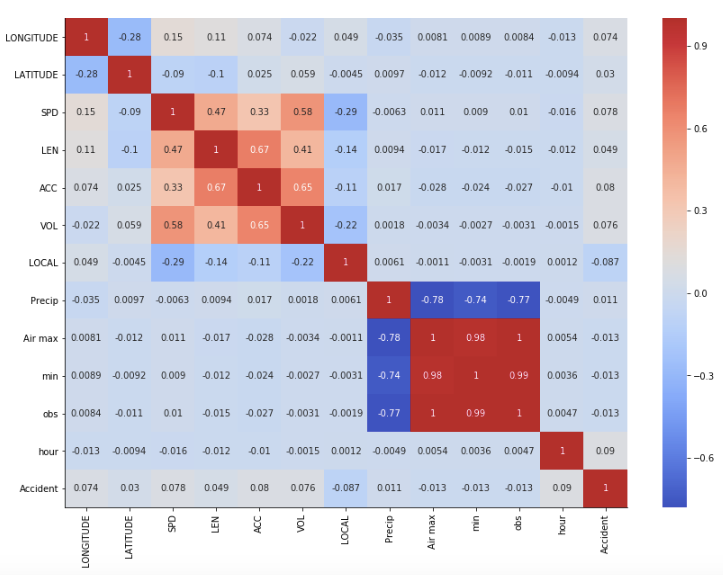 LONGITUDE 1 -0.28 0.15 0.11 0.074 -0.022 0.049 -0.035 0.0081 0.0089 0.0084 -0.013 0.074
0.9
LATITUDE -0.28 1 -0.09 -0.1 0.025 0.059 -0.0045 0.0097 -0.012 -0.0092 -0.011 -0.0094 0.03
SPD 0.15 -0.09 1 0.47 0.33 0.58 -0.29 -0.0063 0.011 0.009 0.01 -0.016 0.078
0.6
LEN 0.11 -0.1 0.47 1 0.67 0.41 -0.14 0.0094 -0.017 -0.012 -0.015 -0.012 0.049
ACC 0.074 0.025 0.33 0.67 1 0.65 -0.11 0.017 -0.028 -0.024 -0.027 -0.01 0.08
0.3
VOL -0.022 0.059 0.58 0.41 0.65 1 -0.22 0.0018 -0.0034 -0.0027 -0.0031 -0.0015 0.076
LOCAL 0.049 -0.0045 -0.29 -0.14 -0.11 -0.22 1 0.0061 -0.0011 -0.0031 -0.0019 0.0012 -0.087
0.0
Precip -0.035 0.0097 -0.0063 0.0094 0.017 0.0018 0.0061 1 -0.78 -0.74 -0.77 -0.0049 0.011
Air max 0.0081 -0.012 0.011 -0.017 -0.028 -0.0034 -0.0011 -0.78 1 0.98 1 0.0054 -0.013
min 0.0089 -0.0092 0.009 -0.012 -0.024 -0.0027 -0.0031 -0.74 0.98 1 0.99 0.0036 -0.013
-0.3
obs 0.0084 -0.011 0.01 -0.015 -0.027 -0.0031 -0.0019 -0.77 1 0.99 1 0.0047 -0.013
hour -0.013 -0.0094 -0.016 -0.012 -0.01 -0.0015 0.0012 -0.0049 0.0054 0.0036 0.0047 1 0.09
-0.6
Accident 0.074 0.03 0.078 0.049 0.08 0.076 -0.087 0.011 -0.013 -0.013 -0.013 0.09 1
LONGITUDE LATITUDE SPD LEN ACC VOL LOCAL Precip Air max min obs hour Accident